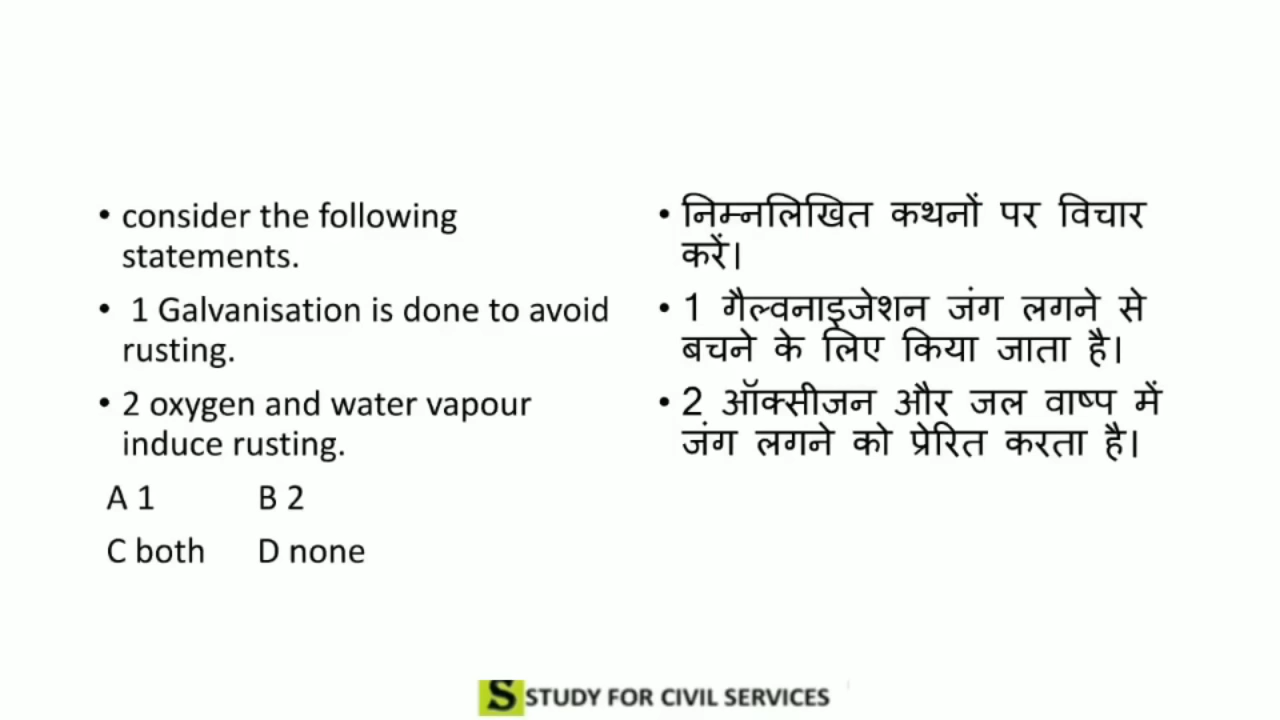 • consider the following
statements.
• 1 Galvanisation is done to avoid
rusting.
• 2 oxygen and water vapour
induce rusting.
A 1 B 2
C both D none
• निम्नलिखित कथनों पर विचार
करें।
• 1 गैल्वनाइजेशन जंग लगने से
बचने के लिए किया जाता है।
• 2 ऑक्सीजन और जल वाष्प में
जंग लगने को प्रेरित करता है।
S STUDY FOR CIVIL SERVICES